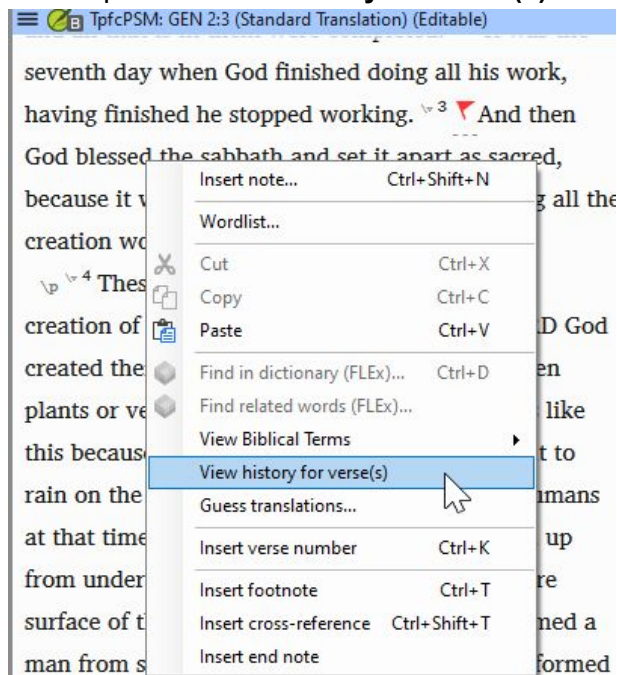 TpfcPSM: GEN 2:3 (Standard Translation) (Editable)
seventh day when God finished doing all his work,
having finished he stopped working. \v 3 And then
God blessed the sabbath and set it apart as sacred,
because it g all the
creation wo
\p \v 4 Thes
creation of D God
created the en
plants or ve like
this becaus t to
rain on the umans
at that time up
from under re
surface of t med a
man from s formed
Insert note... Ctrl+Shift+N
Wordlist...
Cut Ctrl+X
Copy Ctrl+C
Paste Ctrl+V
Find in dictionary (FLEx)... Ctrl+D
Find related words (FLEx)...
View Biblical Terms
View history for verse(s)
Guess translations...
Insert verse number Ctrl+K
Insert footnote Ctrl+T
Insert cross-reference Ctrl+Shift+T
Insert end note